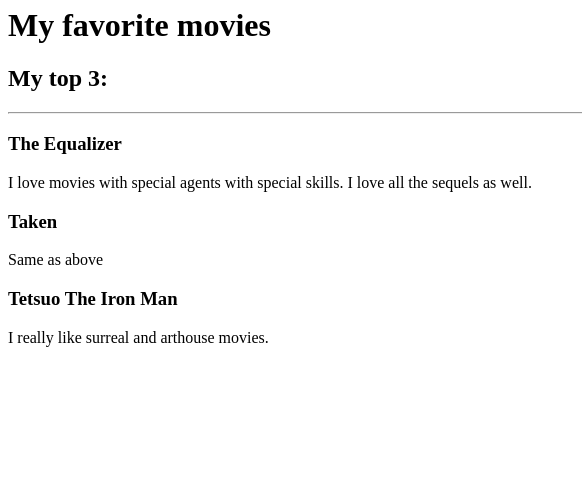 My favorite movies
My top 3:
The Equalizer
I love movies with special agents with special skills. I love all the sequels as well.
Taken
Same as above
Tetsuo The Iron Man
I really like surreal and arthouse movies.